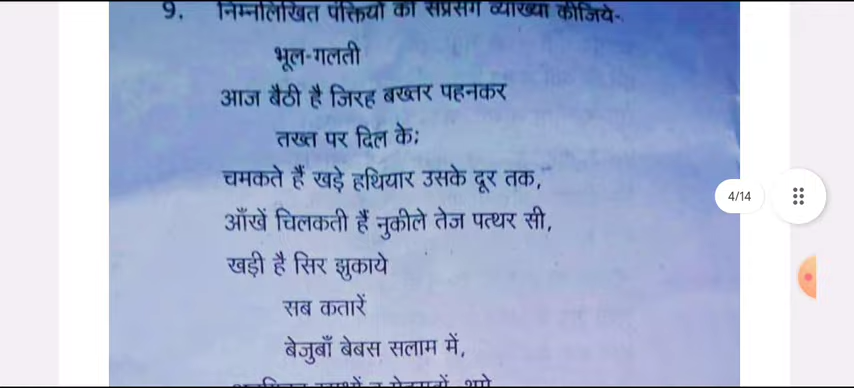 9. निम्नलिखित पंक्तियों की सप्रसंग व्याख्या कीजिये-
भूल-गलती
आज बैठी है जिरह बख्तर पहनकर
तख्त पर दिल के;
चमकते हैं खड़े हथियार उसके दूर तक,
आँखें चिलकती हैं नुकीले तेज पत्थर सी,
4/14
खड़ी है सिर झुकाये
सब कतारें
बेजुबाँ बेबस सलाम में,